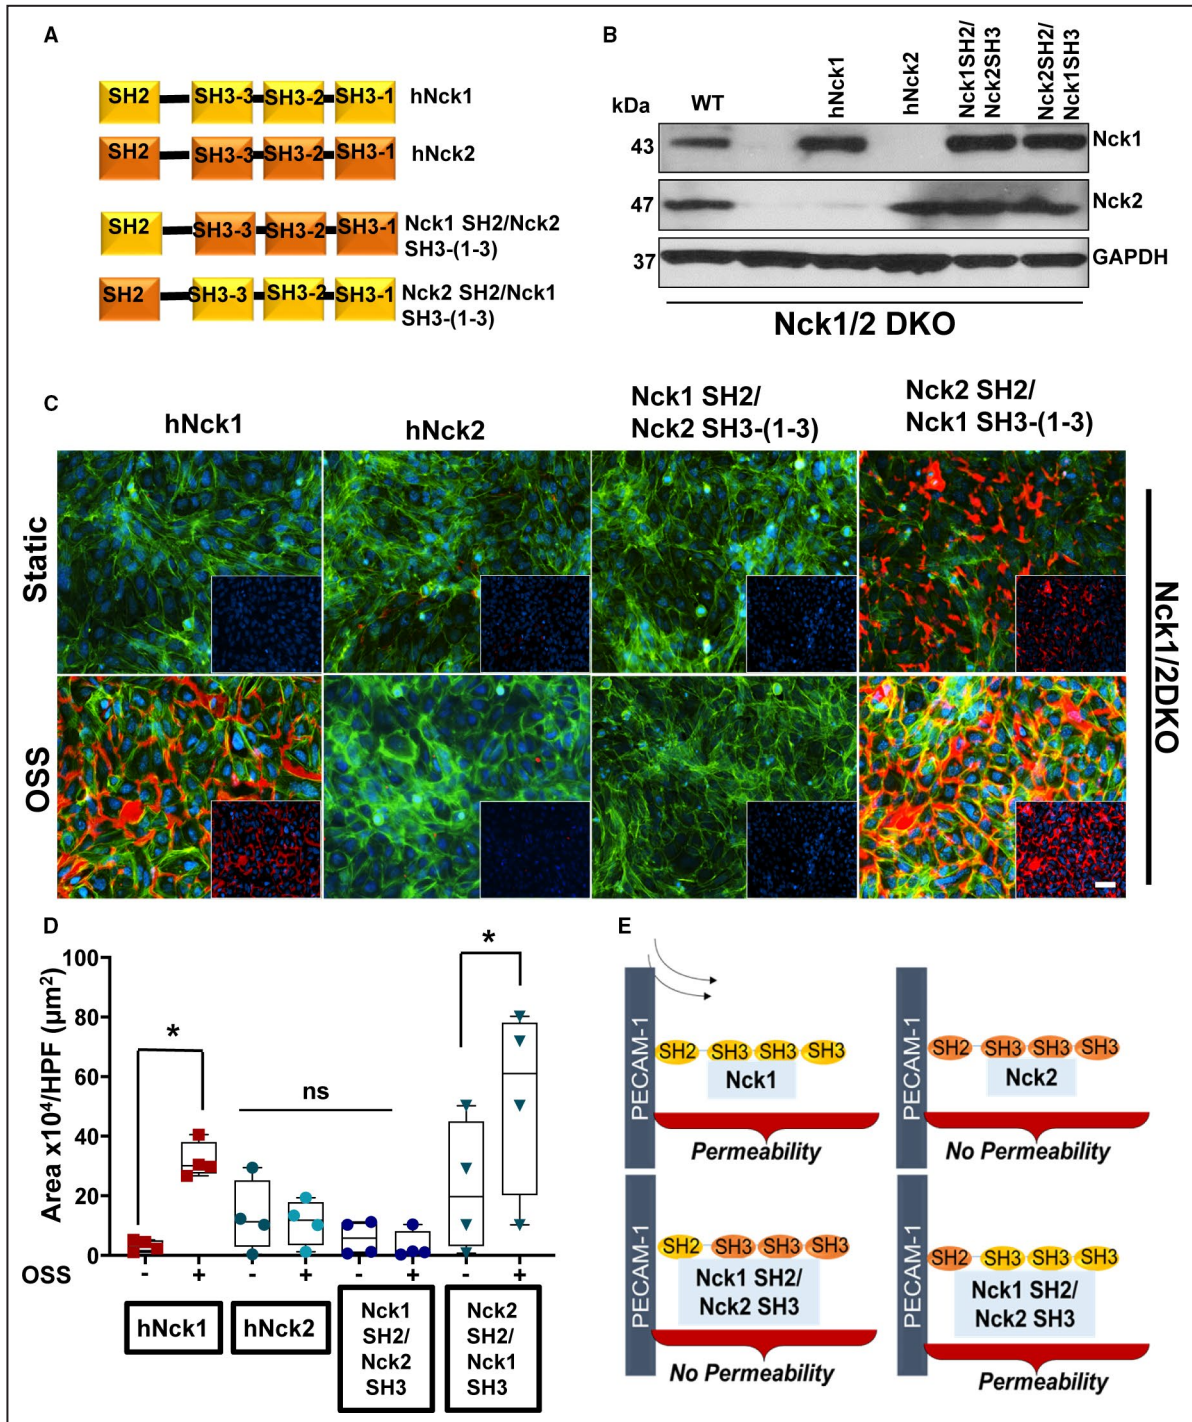 A
SH2 SH3-3 SH3-2 SH3-1 hNck1
SH2 SH3-3 SH3-2 SH3-1 hNck2
SH2 SH3-3 SH3-2 SH3-1 Nck1 SH2/Nck2
SH3-(1-3)
SH2 SH3-3 SH3-2 SH3-1 Nck2 SH2/Nck1
SH3-(1-3)
B
kDa WT hNck1 hNck2 Nck1SH2/ Nck2SH3 Nck2SH2/ Nck1SH3
43 Nck1
47 Nck2
37 GAPDH
Nck1/2 DKO
C
hNck1
hNck2
Nck1 SH2/
Nck2 SH3-(1-3)
Nck2 SH2/
Nck1 SH3-(1-3)
Static
OSS
Nck1/2DKO
D
Area x10⁴/HPF (µm²)
100
80
60
40
20
0
*
ns
*
OSS - + - + - + - +
hNck1
hNck2
Nck1
SH2/
Nck2
SH3
Nck2
SH2/
Nck1
SH3
E
PECAM-1
SH2 SH3 SH3 SH3
Nck1
Permeability
PECAM-1
SH2 SH3 SH3 SH3
Nck2
No Permeability
PECAM-1
SH2 SH3 SH3 SH3
Nck1 SH2/
Nck2 SH3
No Permeability
PECAM-1
SH2 SH3 SH3 SH3
Nck1 SH2/
Nck2 SH3
Permeability